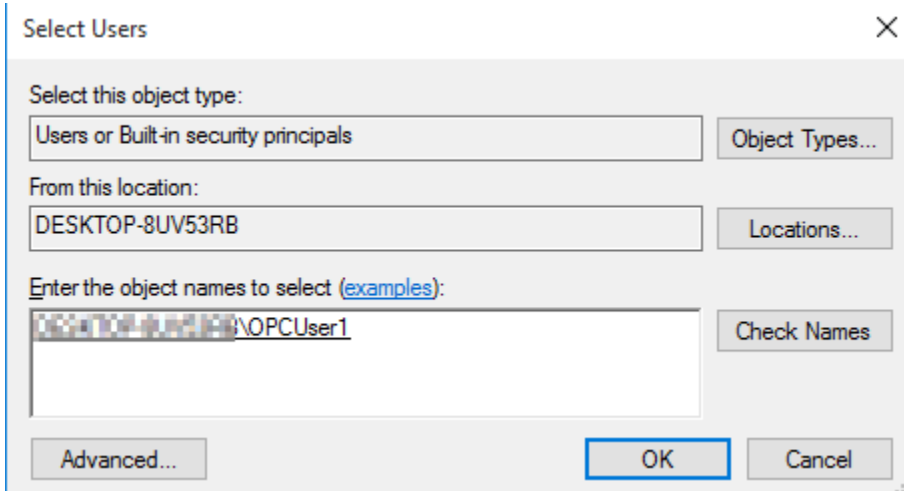 Select Users
Select this object type:
Users or Built-in security principals
Object Types...
From this location:
DESKTOP-8UV53RB
Locations...
Enter the object names to select (examples):
\OPCUser1
Check Names
Advanced...
OK
Cancel